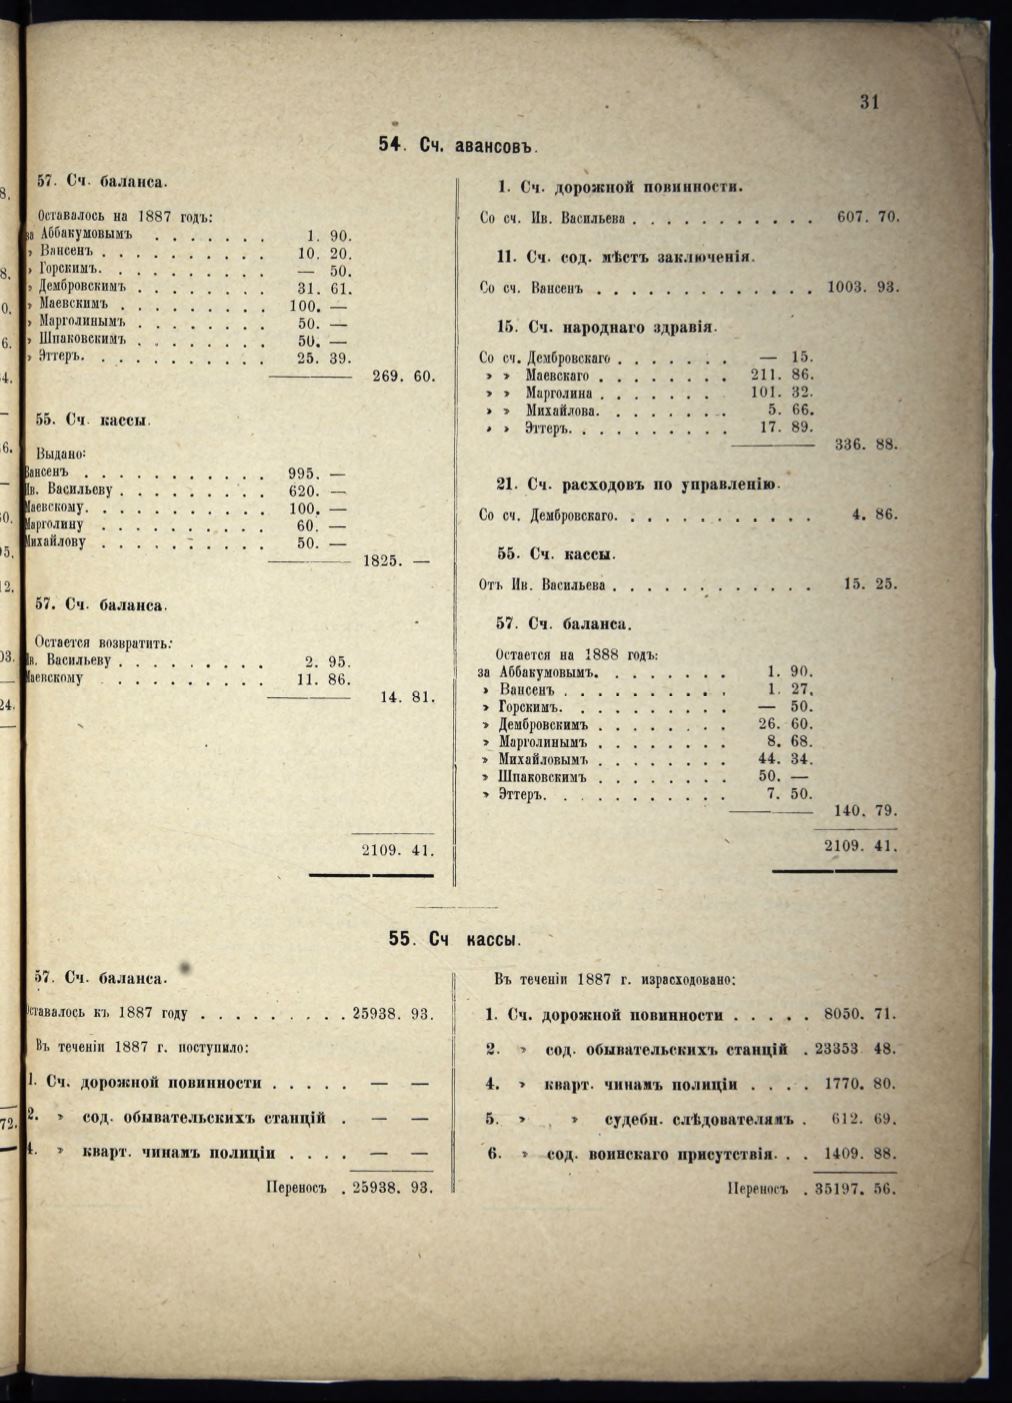 31
54. Сч. авансовъ.
57. Сч. баланса.
Оставалось на 1887 годъ:
за Аббакумовымъ . . . . . . . 1. 90.
» Вансенъ . . . . . . . . . . 10. 20.
» Горскимъ. . . . . . . . . . — 50.
» Дембровскимъ . . . . . . . . 31. 61.
» Маевскимъ . . . . . . . . . 100. —
» Марголинымъ . . . . . . . . 50. —
» Шпаковскимъ . . . . . . . . 50. —
» Эттеръ. . . . . . . . . . . 25. 39.
269. 60.
55. Сч. кассы.
Выдано:
Вансенъ . . . . . . . . . . . 995. —
Ив. Васильеву . . . . . . . . . 620. —
Маевскому. . . . . . . . . . . 100. —
Марголину . . . . . . . . . . 60. —
Михайлову . . . . . . . . . . 50. —
1825. —
57. Сч. баланса.
Остается возвратить:
Ив. Васильеву . . . . . . . . . 2. 95.
Маевскому . . . . . . . . . . 11. 86.
14. 81.
2109. 41.
1. Сч. дорожной повинности.
Со сч. Ив. Васильева . . . . . . . . . . . 607. 70.
11. Сч. сод. мѣстъ заключенія.
Со сч. Вансенъ . . . . . . . . . . . . . 1003. 93.
15. Сч. народнаго здравія.
Со сч. Дембровскаго . . . . . . . — 15.
» » Маевскаго . . . . . . . . 211. 86.
» » Марголина . . . . . . . 101. 32.
» » Михайлова. . . . . . . . 5. 66.
» » Эттеръ. . . . . . . . . . 17. 89.
336. 88.
21. Сч. расходовъ по управленію.
Со сч. Дембровскаго. . . . . . . . . . . . 4. 86.
55. Сч. кассы.
Отъ Ив. Васильева . . . . . . . . . . . . 15. 25.
57. Сч. баланса.
Остается на 1888 годъ:
за Аббакумовымъ. . . . . . . . 1. 90.
» Вансенъ . . . . . . . . . . 1. 27.
» Горскимъ. . . . . . . . . . — 50.
» Дембровскимъ . . . . . . . . 26. 60.
» Марголинымъ . . . . . . . . 8. 68.
» Михайловымъ . . . . . . . . 44. 34.
» Шпаковскимъ . . . . . . . . 50. —
» Эттеръ. . . . . . . . . . . 7. 50.
140. 79.
2109. 41.
55. Сч кассы.
57. Сч. баланса.
Оставалось къ 1887 году . . . . . . . . . 25938. 93.
Въ теченіи 1887 г. поступило:
1. Сч. дорожной повинности . . . . . — —
2. » сод. обывательскихъ станцій . — —
4. » кварт. чинамъ полиціи . . . . — —
Переносъ . 25938. 93.
Въ теченіи 1887 г. израсходовано:
1. Сч. дорожной повинности . . . . . 8050. 71.
2. » сод. обывательскихъ станцій . 23353 48.
4. » кварт. чинамъ полиціи . . . . 1770. 80.
5. » » судебн. слѣдователямъ . 612. 69.
6. » сод. воинскаго присутствія. . . 1409. 88.
Переносъ . 35197. 56.